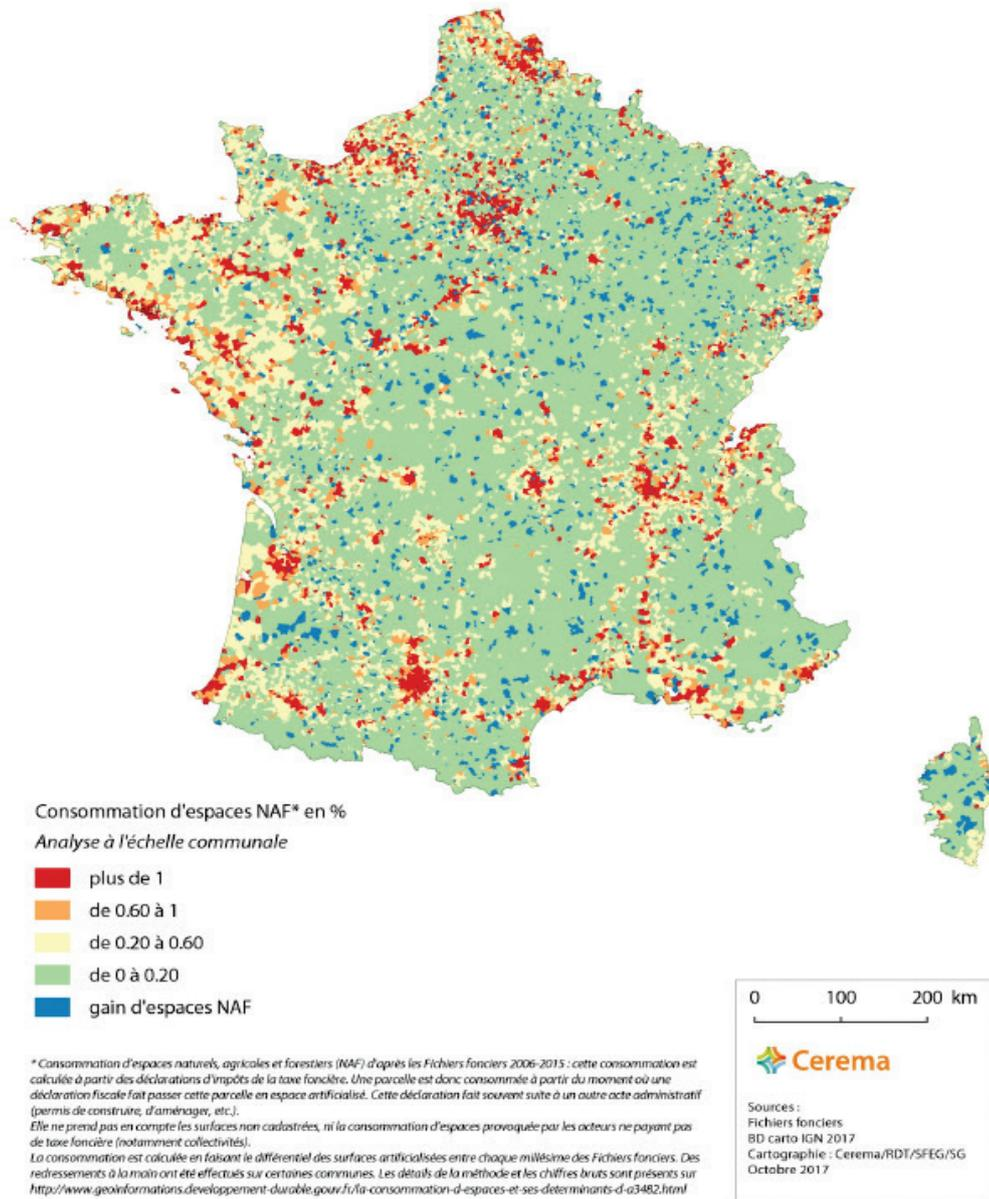 Consommation d'espaces NAF* en %
Analyse à l'échelle communale
plus de 1
de 0.60 à 1
de 0.20 à 0.60
de 0 à 0.20
gain d'espaces NAF
* Consommation d'espaces naturels, agricoles et forestiers (NAF) d'après les Fichiers fonciers 2006-2015 : cette consommation est
calculée à partir des déclarations d'impôts de la taxe foncière. Une parcelle est donc consommée à partir du moment où une
déclaration fiscale fait passer cette parcelle en espace artificialisé. Cette déclaration fait souvent suite à un autre acte administratif
(permis de construire, d'aménager, etc.).
Elle ne prend pas en compte les surfaces non cadastrées, ni la consommation d'espaces provoquée par les acteurs ne payant pas
de taxe foncière (notamment collectivités).
La consommation est calculée en faisant le différentiel des surfaces artificialisées entre chaque millésime des Fichiers fonciers. Des
redressements à la main ont été effectués sur certaines communes. Les détails de la méthode et les chiffres bruts sont présents sur
http://www.geoinformations.developpement-durable.gouv.fr/la-consommation-d-espaces-et-ses-determinants-d-a3482.html
0 100 200 km
Cerema
Sources :
Fichiers fonciers
BD carto IGN 2017
Cartographie : Cerema/RDT/SFEG/SG
Octobre 2017